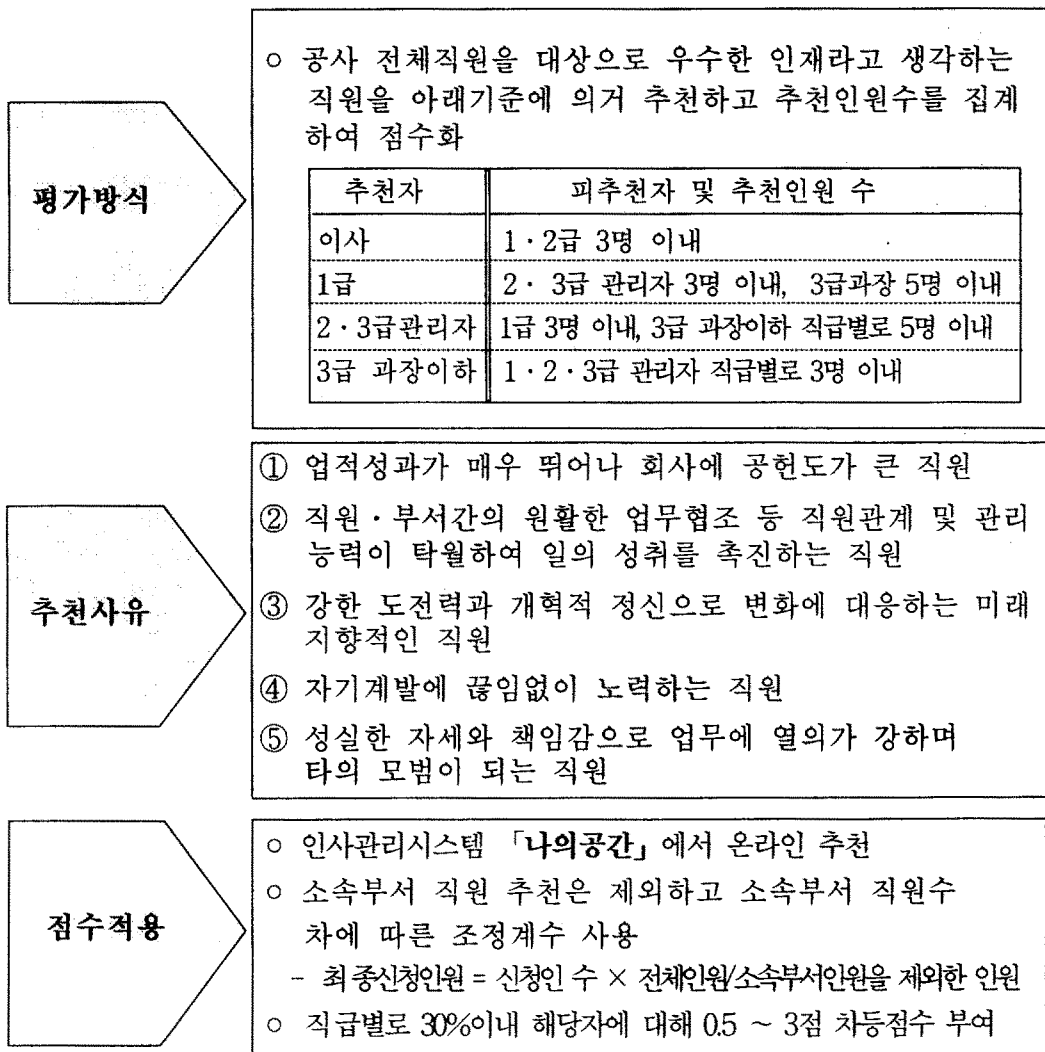 평가방식
○ 공사 전체직원을 대상으로 우수한 인재라고 생각하는
직원을 아래기준에 의거 추천하고 추천인원수를 집계
하여 점수화
추천자 피추천자 및 추천인원 수
이사 1·2급 3명 이내
1급 2· 3급 관리자 3명 이내, 3급과장 5명 이내
2·3급관리자 1급 3명 이내, 3급 과장이하 직급별로 5명 이내
3급 과장이하 1·2·3급 관리자 직급별로 3명 이내
추천사유
① 업적성과가 매우 뛰어나 회사에 공헌도가 큰 직원
② 직원·부서간의 원활한 업무협조 등 직원관계 및 관리
능력이 탁월하여 일의 성취를 촉진하는 직원
③ 강한 도전력과 개혁적 정신으로 변화에 대응하는 미래
지향적인 직원
④ 자기계발에 끊임없이 노력하는 직원
⑤ 성실한 자세와 책임감으로 업무에 열의가 강하며
타의 모범이 되는 직원
점수적용
○ 인사관리시스템 「나의공간」에서 온라인 추천
○ 소속부서 직원 추천은 제외하고 소속부서 직원수
차에 따른 조정계수 사용
- 최종신청인원 = 신청인 수 × 전체인원/소속부서인원을 제외한 인원
○ 직급별로 30%이내 해당자에 대해 0.5 ~ 3점 차등점수 부여